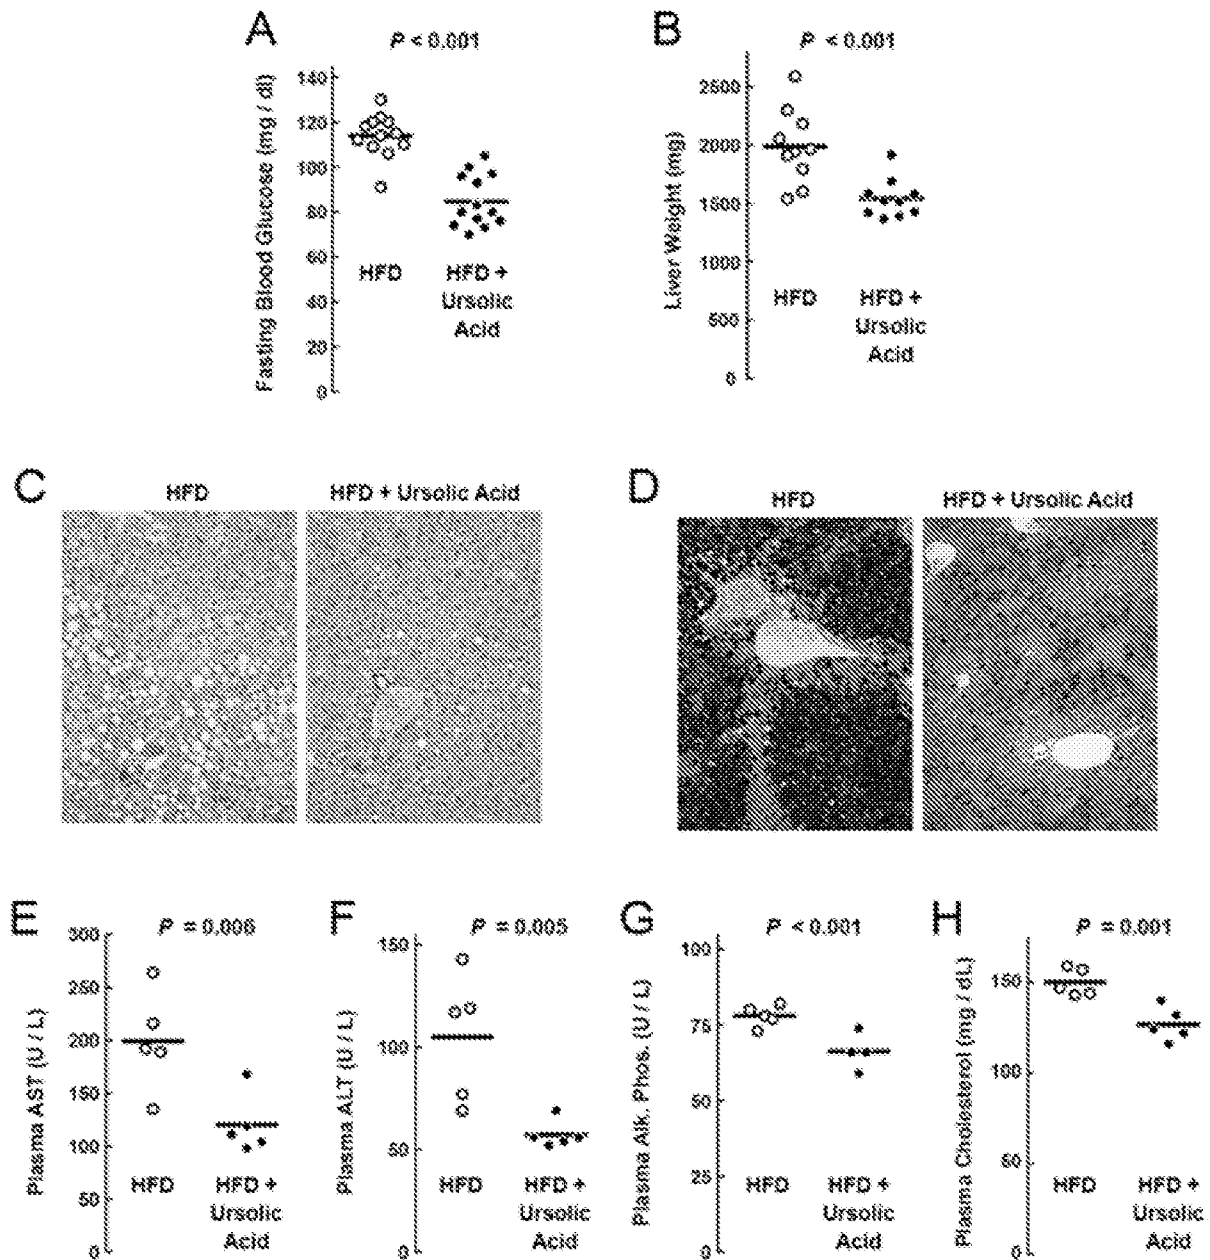 A
P < 0.001
Fasting Blood Glucose (mg / dl)
140
120
100
80
60
40
20
0
HFD
HFD +
Ursolic
Acid
B
P < 0.001
Liver Weight (mg)
2500
2000
1500
1000
500
0
HFD
HFD +
Ursolic
Acid
C
HFD
HFD + Ursolic Acid
D
HFD
HFD + Ursolic Acid
E
P = 0.006
Plasma AST (U / L)
300
250
200
150
100
50
0
HFD
HFD +
Ursolic
Acid
F
P = 0.005
Plasma ALT (U / L)
150
100
50
0
HFD
HFD +
Ursolic
Acid
G
P < 0.001
Plasma Alk. Phos. (U / L)
100
75
50
25
0
HFD
HFD +
Ursolic
Acid
H
P = 0.001
Plasma Cholesterol (mg / dL)
150
100
50
0
HFD
HFD +
Ursolic
Acid